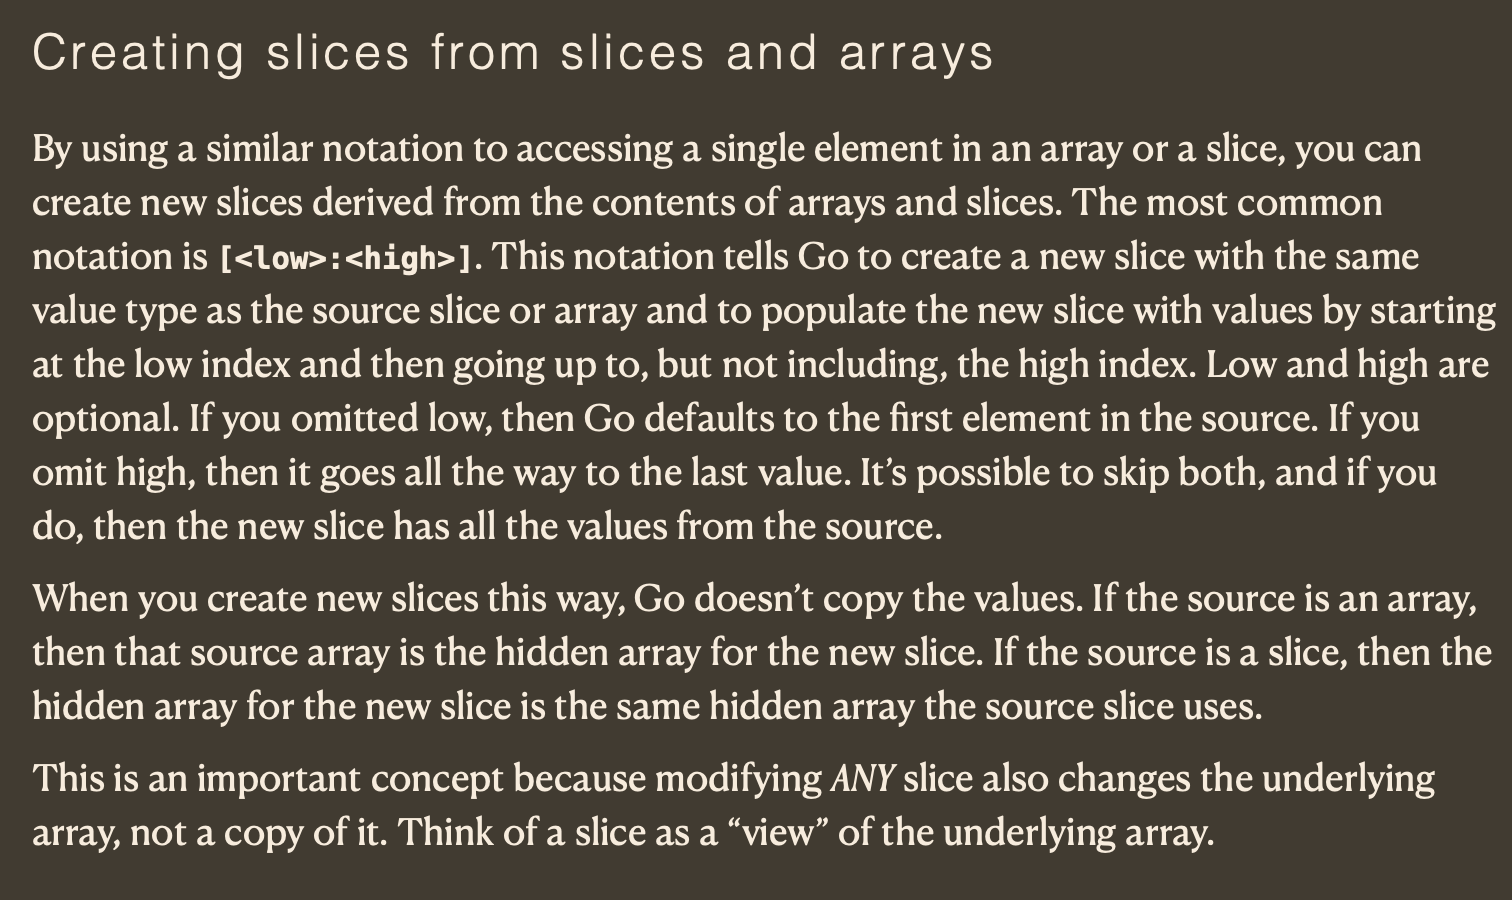 Creating slices from slices and arrays
By using a similar notation to accessing a single element in an array or a slice, you can
create new slices derived from the contents of arrays and slices. The most common
notation is [<low>:<high>]. This notation tells Go to create a new slice with the same
value type as the source slice or array and to populate the new slice with values by starting
at the low index and then going up to, but not including, the high index. Low and high are
optional. If you omitted low, then Go defaults to the first element in the source. If you
omit high, then it goes all the way to the last value. It’s possible to skip both, and if you
do, then the new slice has all the values from the source.
When you create new slices this way, Go doesn’t copy the values. If the source is an array,
then that source array is the hidden array for the new slice. If the source is a slice, then the
hidden array for the new slice is the same hidden array the source slice uses.
This is an important concept because modifying ANY slice also changes the underlying
array, not a copy of it. Think of a slice as a “view” of the underlying array.